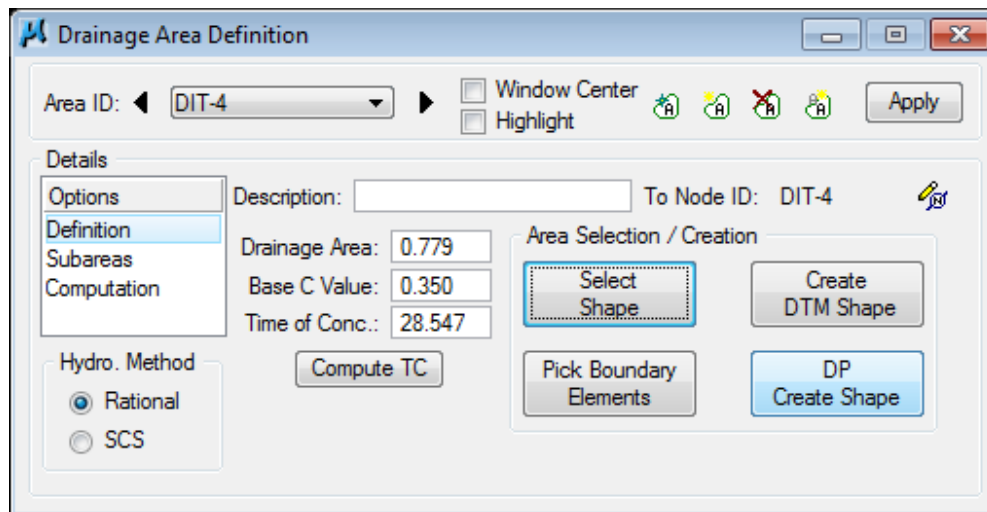 Drainage Area Definition
Area ID: DIT-4 Window Center
Highlight
Apply
Details
Options
Definition
Subareas
Computation
Description: To Node ID: DIT-4
Drainage Area: 0.779
Base C Value: 0.350
Time of Conc.: 28.547
Compute TC
Area Selection / Creation
Select
Shape
Create
DTM Shape
Pick Boundary
Elements
DP
Create Shape
Hydro. Method
Rational
SCS